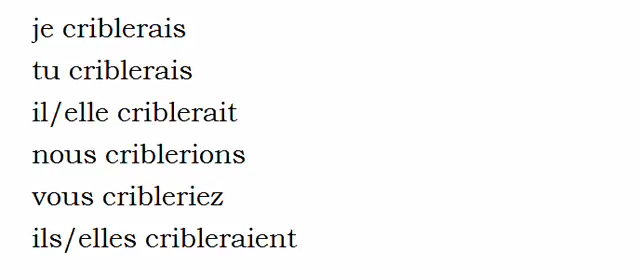 je criblerais
tu criblerais
il/elle criblerait
nous criblerions
vous cribleriez
ils/elles cribleraient